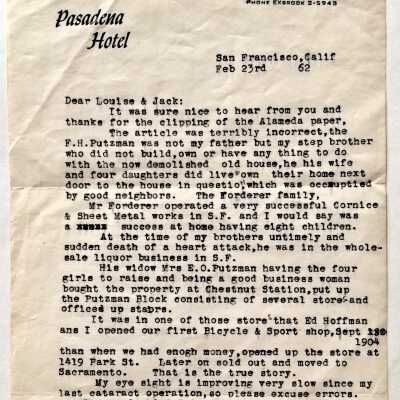 PHONE EXBROOK 2-5943
Pasadena
Hotel
San Francisco,Calif
Feb 23rd 62
Dear Louise & Jack:
It was sure nice to hear from you and
thanks for the clipping of the Alameda paper,
The article was terribly incorrect,the
F.H.Putzman was not my father but my step brother
who did not build,own or have any thing to do
with the now demolished old house,he his wife
and four daughters did live own their home next
door to the house in question,which was occuuptied
by good neighbors. The Forderer family,
Mr Forderer operated a very successful Cornice
& Sheet Metal works in S.F. and I would say was
a success at home having eight children.
At the time of my brothers untimely and
sudden death of a heart attack,he was in the whole-
sale liquor business in S.F.
His widow Mrs E.O.Putzman having the four
girls to raise and being a good business woman
bought the property at Chestnut Station,put up
the Putzman Block consisting of several stores and
officed up stabrs.
It was in one of those stores that Ed Hoffman
ans I opened our first Bicycle & Sport shop,Sept
1904
than when we had enogh money,opened up the store at
1419 Park St. Later on sold out and moved to
Sacramento. That is the true story.
My eye sight is improving very slow since my
last cataract operation,so please excuse errors.